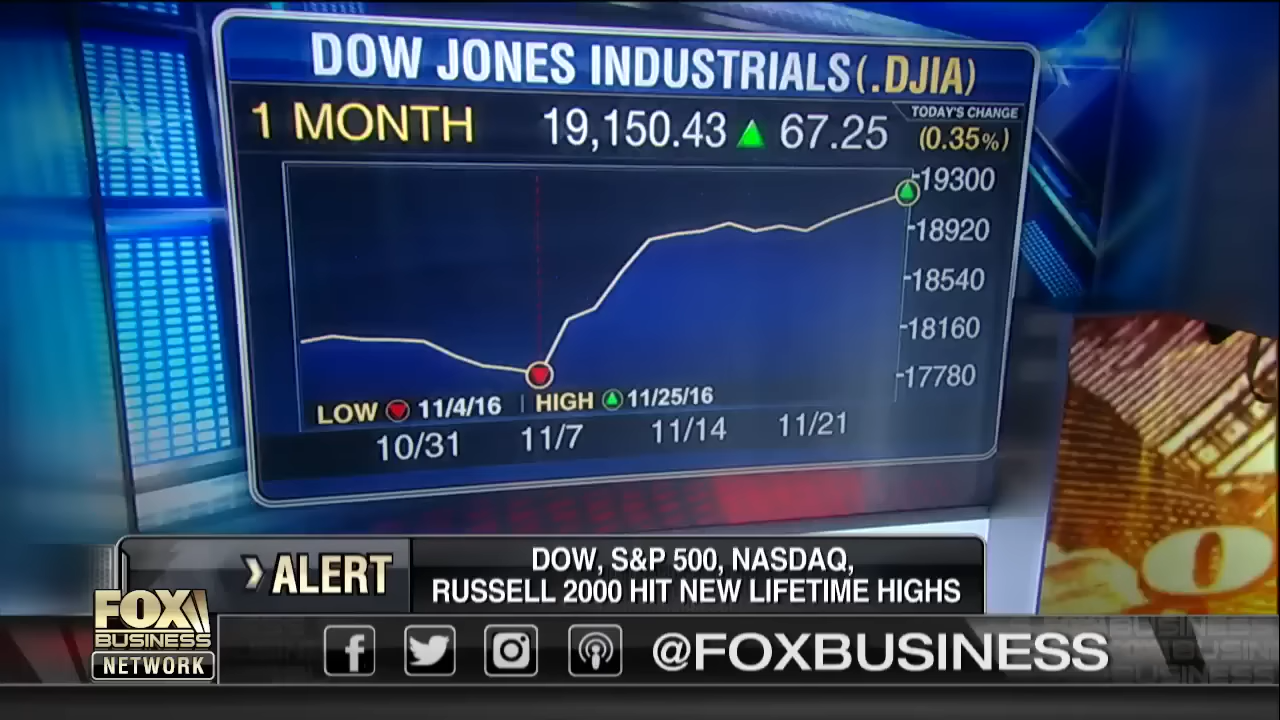 DOW JONES INDUSTRIALS(.DJIA)
1 MONTH 19,150.43 67.25 TODAY'S CHANGE (0.35%)
19300
18920
18540
18160
17780
LOW 11/4/16 | HIGH 11/25/16
10/31 11/7 11/14 11/21
ALERT
DOW, S&P 500, NASDAQ,
RUSSELL 2000 HIT NEW LIFETIME HIGHS
FOX
BUSINESS
NETWORK
@FOXBUSINESS
BUSINESS
BUSINESS